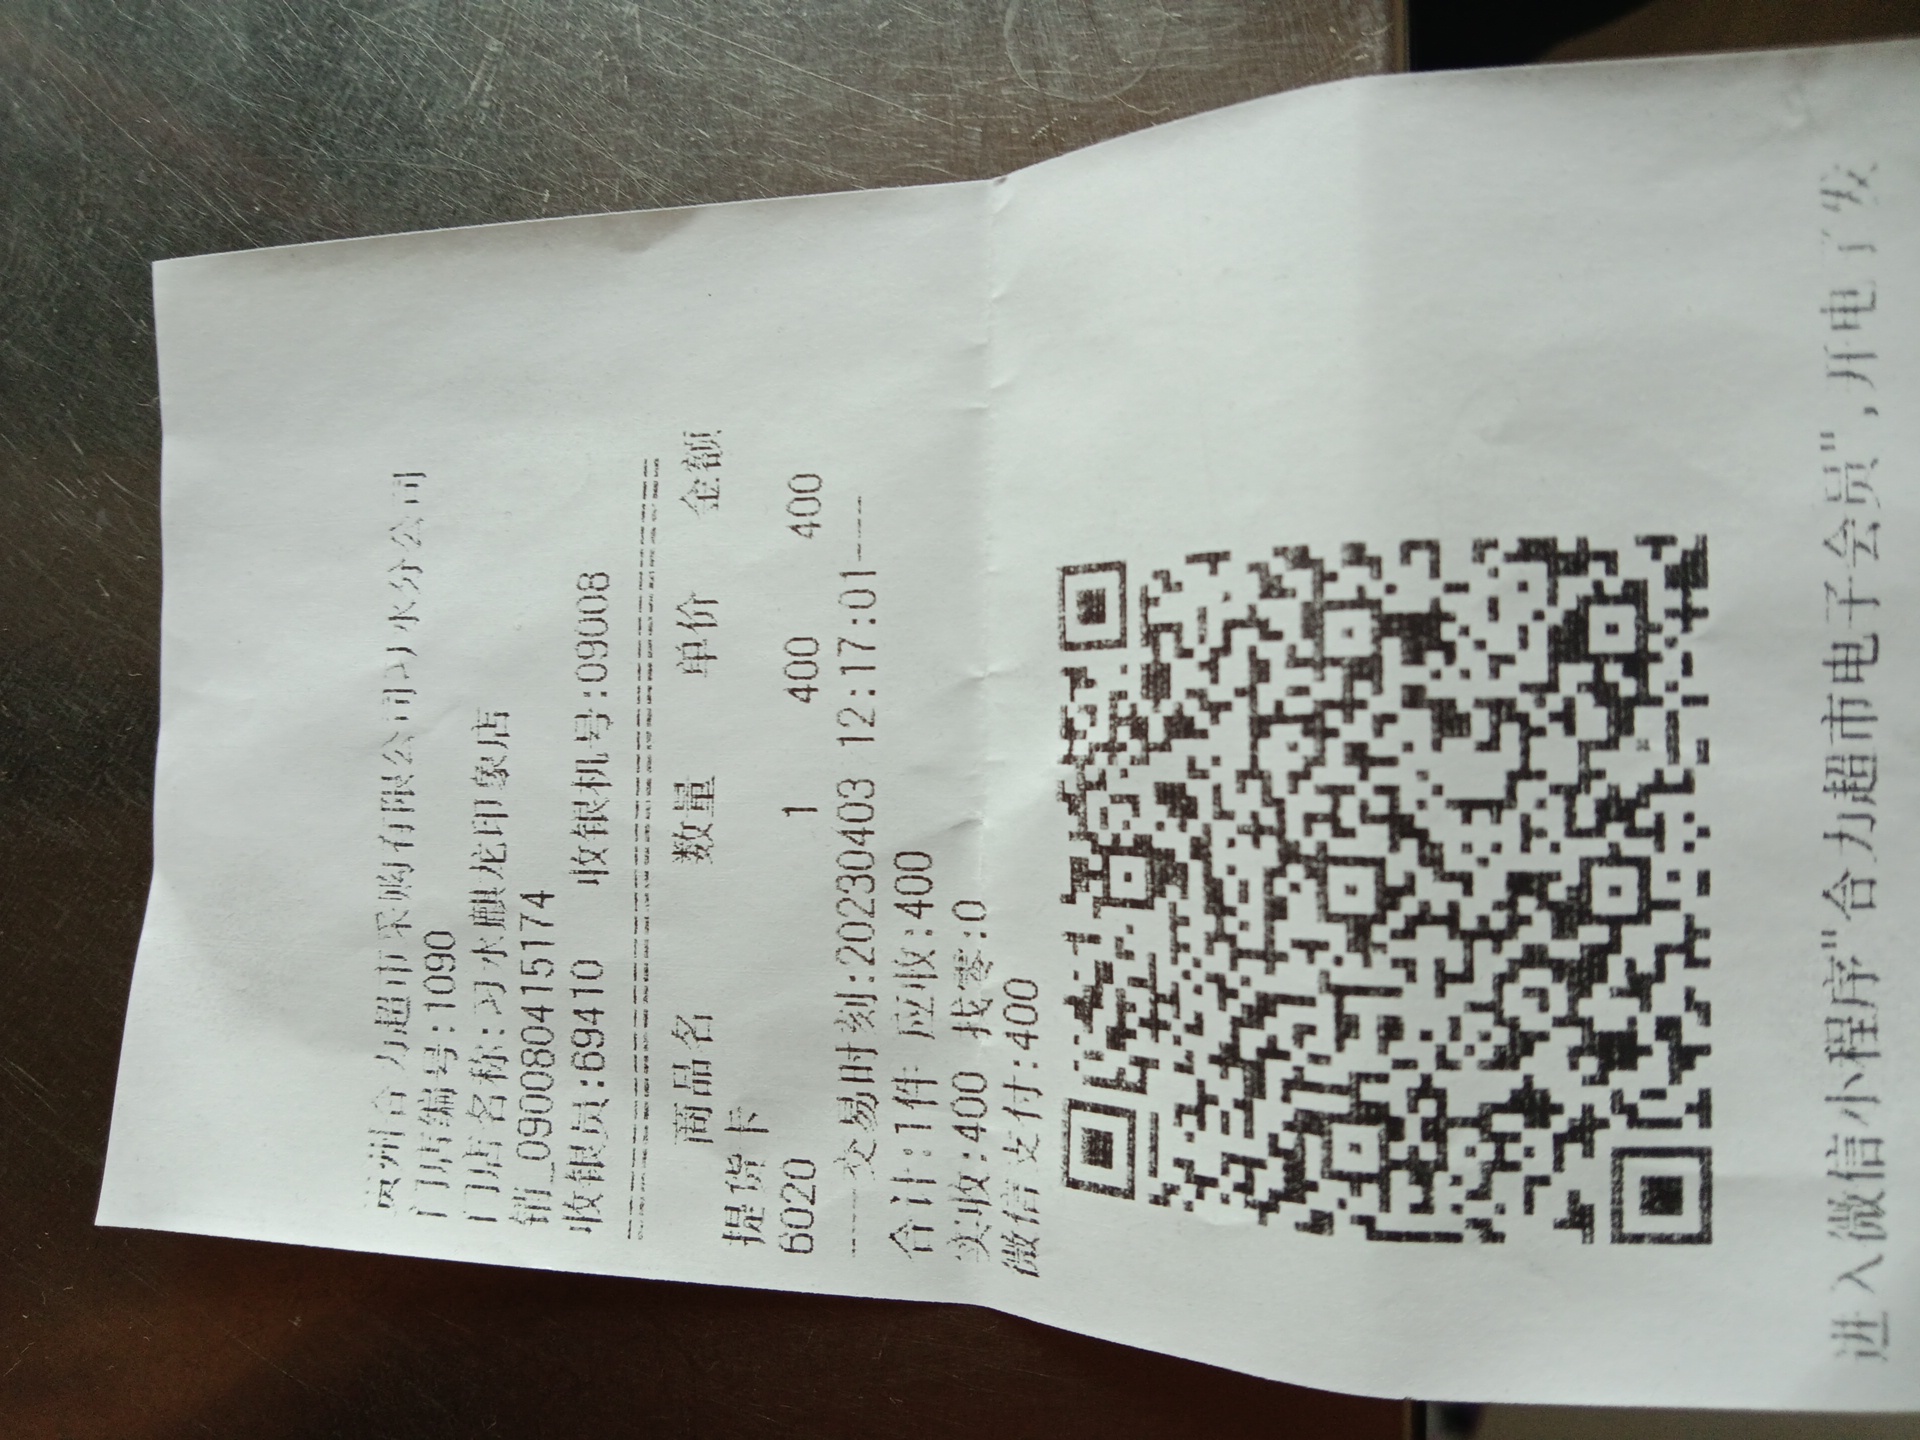 贵州合力超市采购有限公司习水分公司
门店编号:1090
门店名称:习水麒龙印象店
销_090080415174
收银员:69410 收银机号:09008
商品名 数量 单价 金额
提货卡
6020 1 400 400
-----交易时刻:20230403 12:17:01-----
合计:1件 应收:400
实收:400 找零:0
微信支付:400
进入微信小程序"合力超市电子会员",开电子发